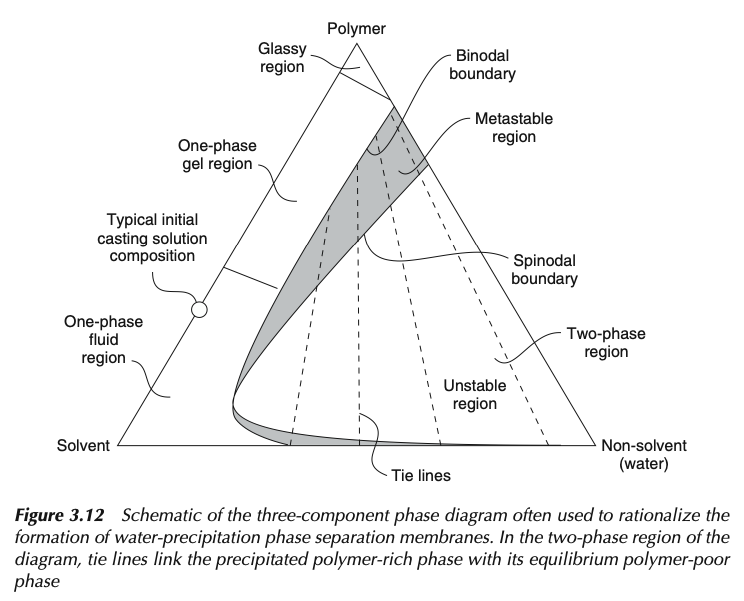 Polymer
Glassy
region
Binodal
boundary
Metastable
region
One-phase
gel region
Typical initial
casting solution
composition
Spinodal
boundary
One-phase
fluid
region
Two-phase
region
Unstable
region
Solvent
Non-solvent
(water)
Tie lines
Figure 3.12 Schematic of the three-component phase diagram often used to rationalize the
formation of water-precipitation phase separation membranes. In the two-phase region of the
diagram, tie lines link the precipitated polymer-rich phase with its equilibrium polymer-poor
phase